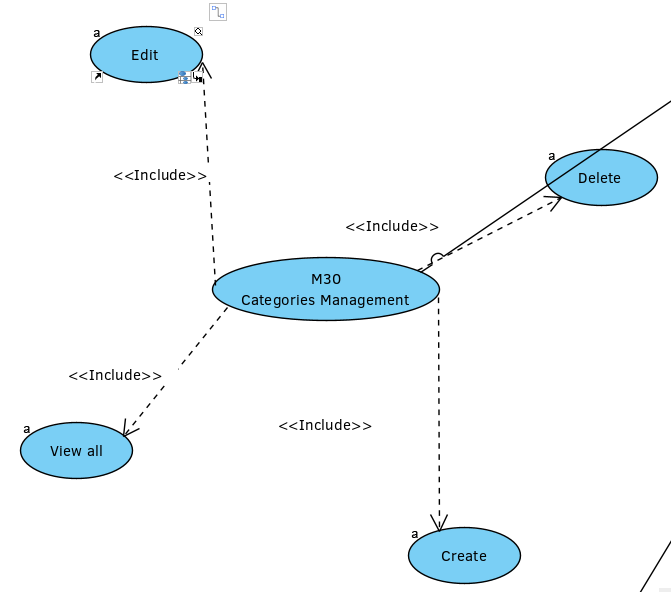 a
Edit
<<Include>>
a
Delete
<<Include>>
M30
Categories Management
<<Include>>
a
View all
<<Include>>
a
Create